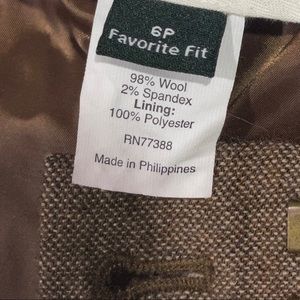 6P
Favorite Fit
98% Wool
2% Spandex
Lining:
100% Polyester
RN77388
Made in Philippines